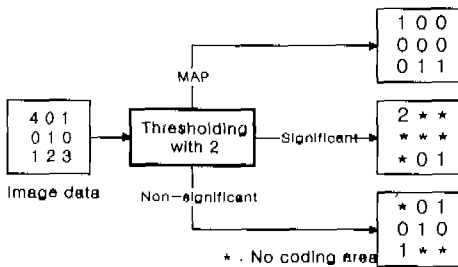 1 0 0
0 0 0
0 1 1
MAP
4 0 1
0 1 0
1 2 3
Image data
Thresholding
with 2
Significant
2 * *
* * *
* 0 1
Non-significant
* 0 1
0 1 0
1 * *
* . No coding area